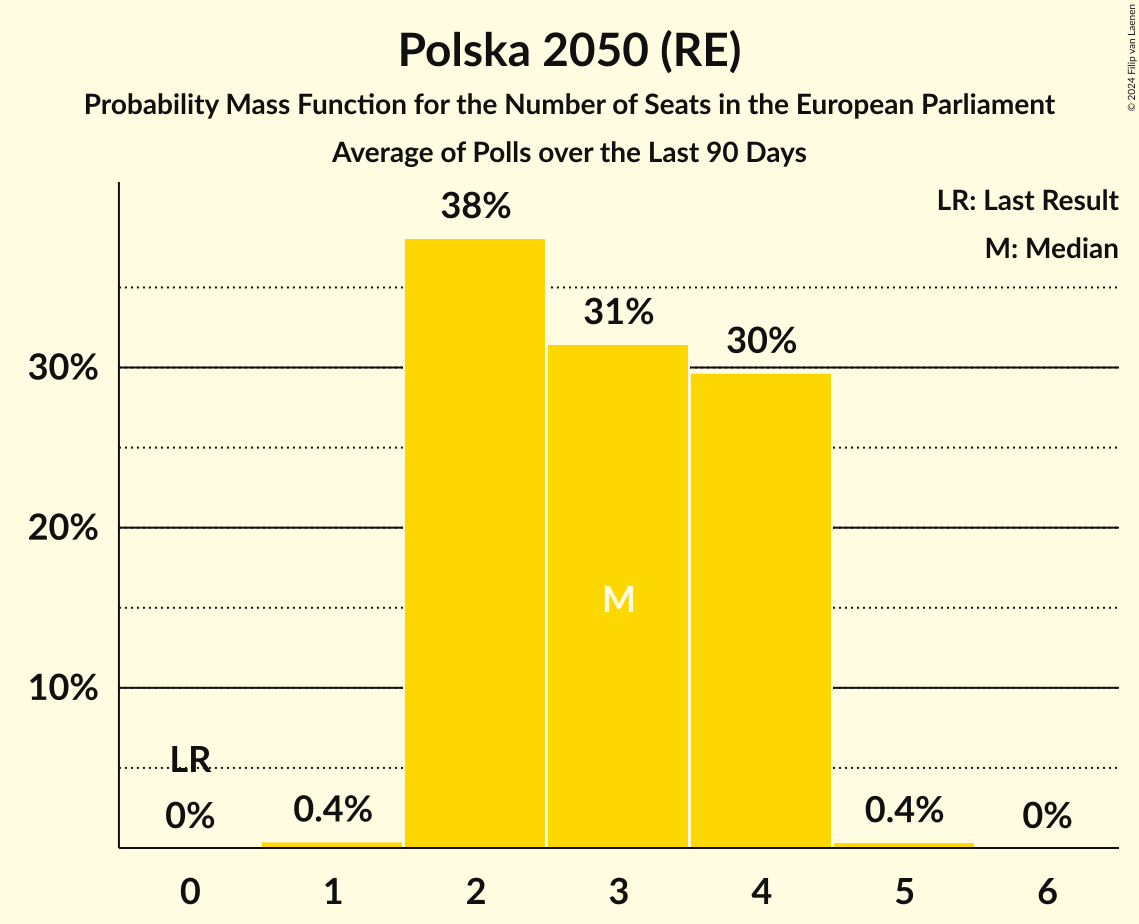 Polska 2050 (RE)
Probability Mass Function for the Number of Seats in the European Parliament
Average of Polls over the Last 90 Days
© 2024 Filip van Laenen
LR: Last Result
M: Median
38%
31%
30%
30%
20%
10%
M
LR
0%
0.4%
0.4%
0%
0 1 2 3 4 5 6